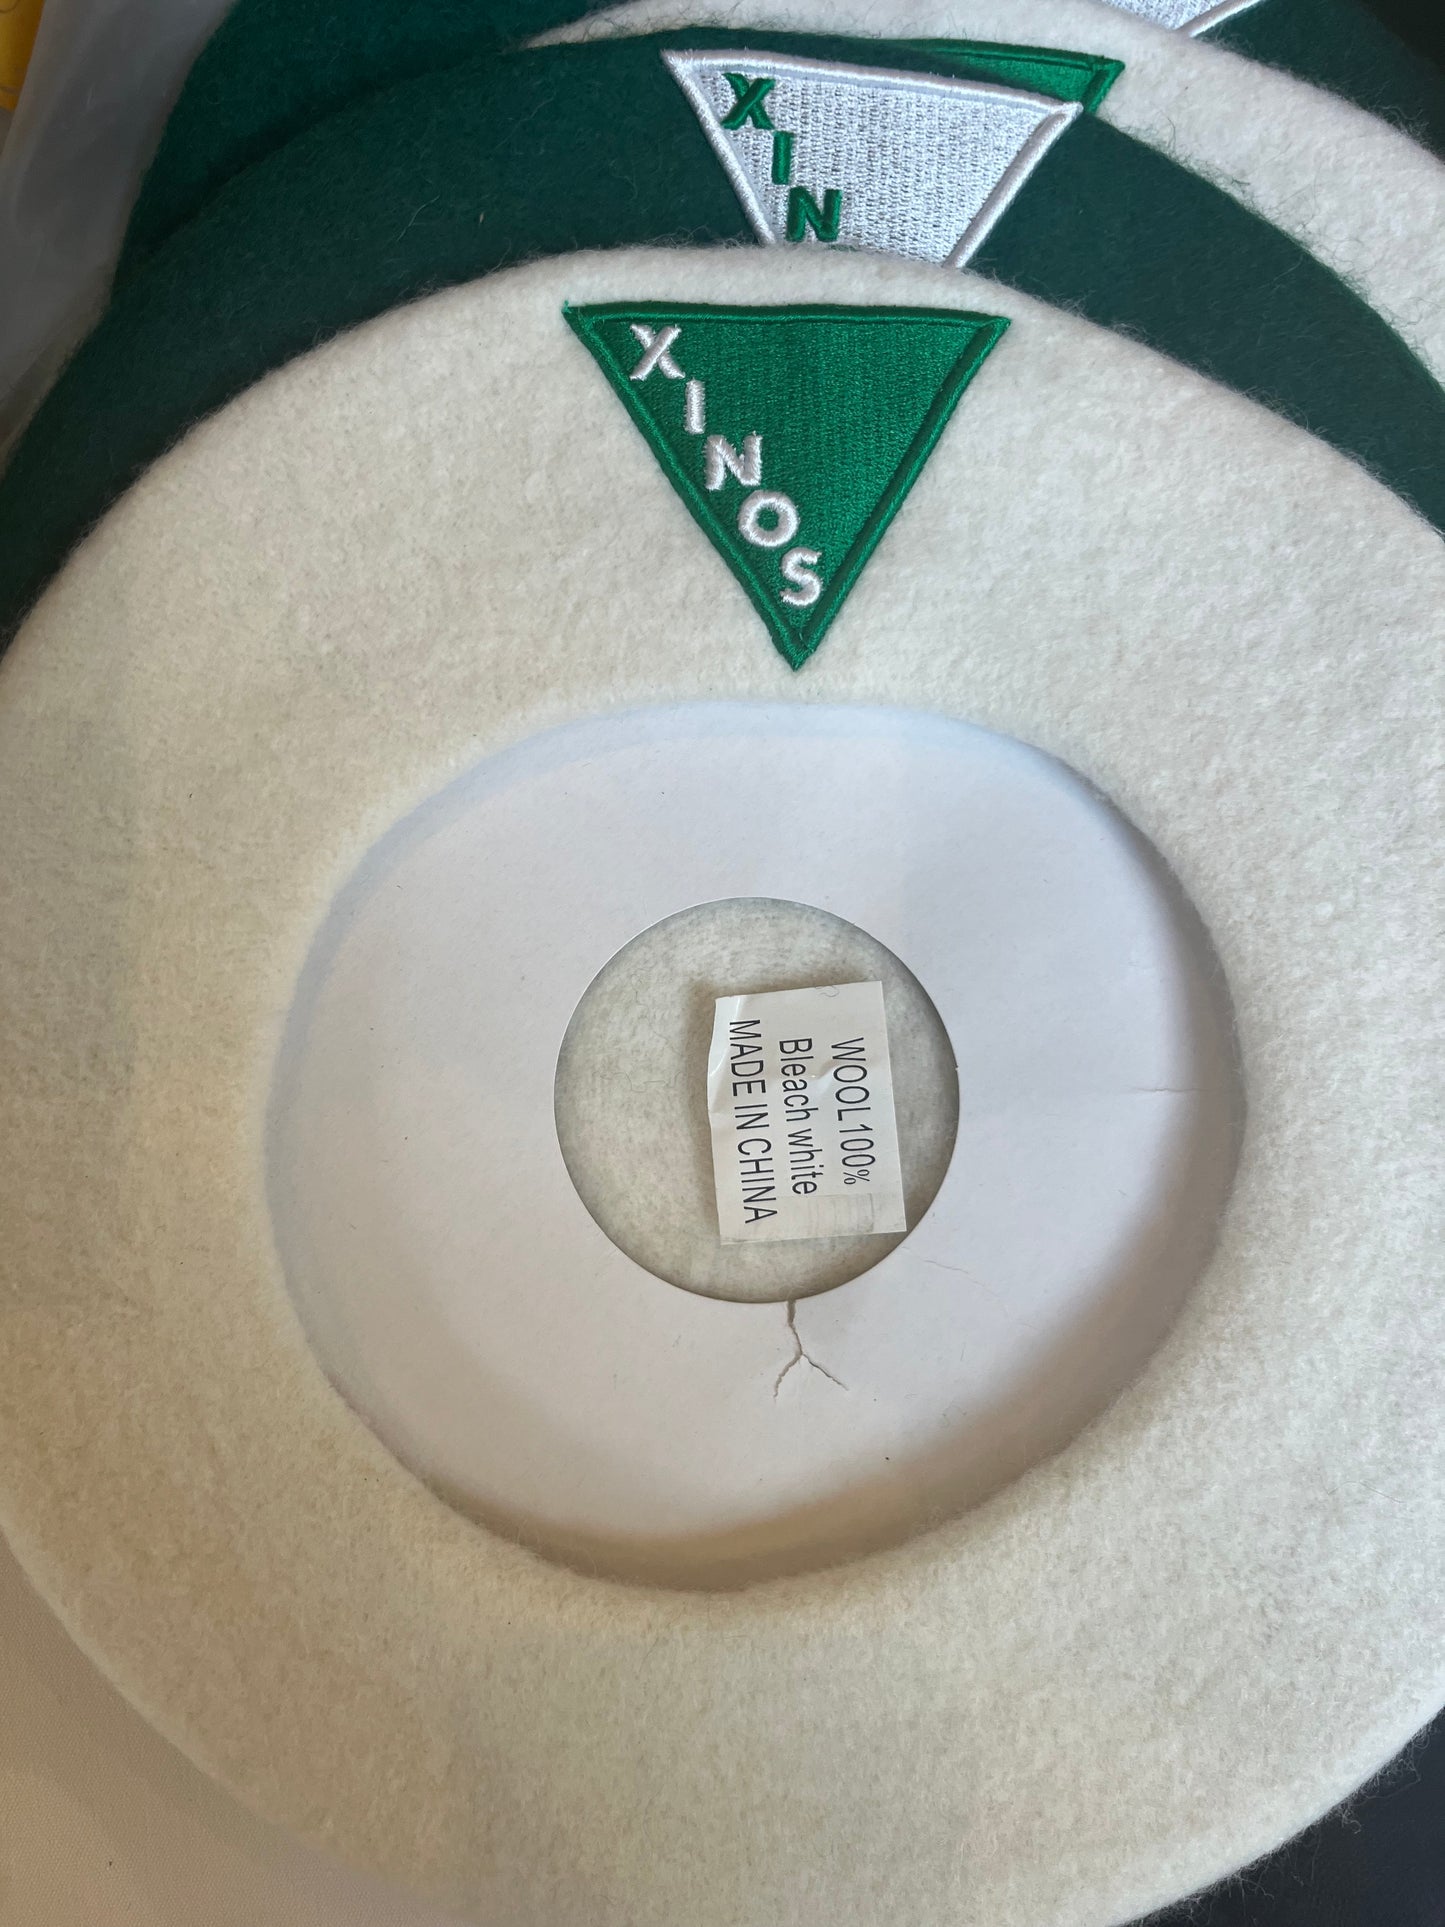 XIN
XINOS
WOOL100%
Bleach white
MADE IN CHINA